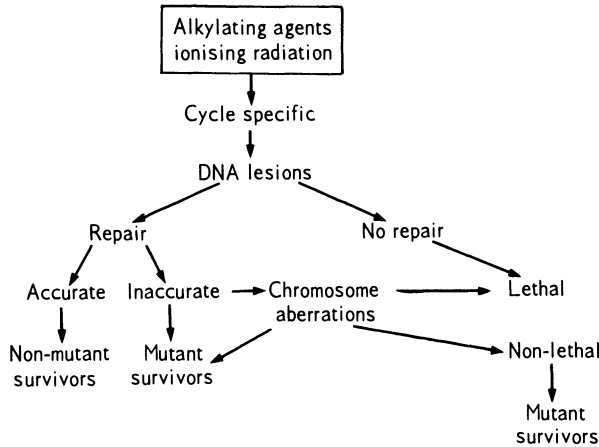 Alkylating agents
ionising radiation
Cycle specific
DNA lesions
Repair
No repair
Accurate
Inaccurate
Chromosome
aberrations
Lethal
Non-mutant
survivors
Mutant
survivors
Non-lethal
Mutant
survivors